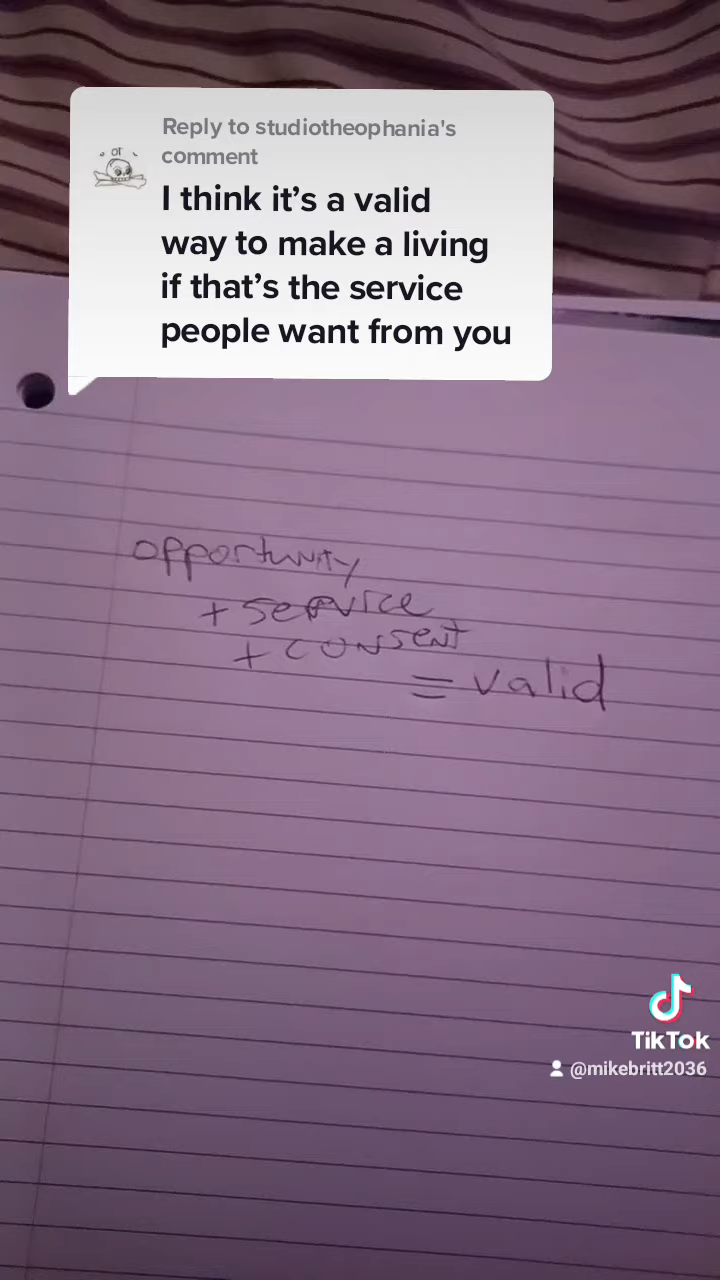 Reply to studiotheophania's
comment
I think it's a valid
way to make a living
if that's the service
people want from you
opportunity
+ service
+ consent
= valid
TikTok
@mikebritt2036